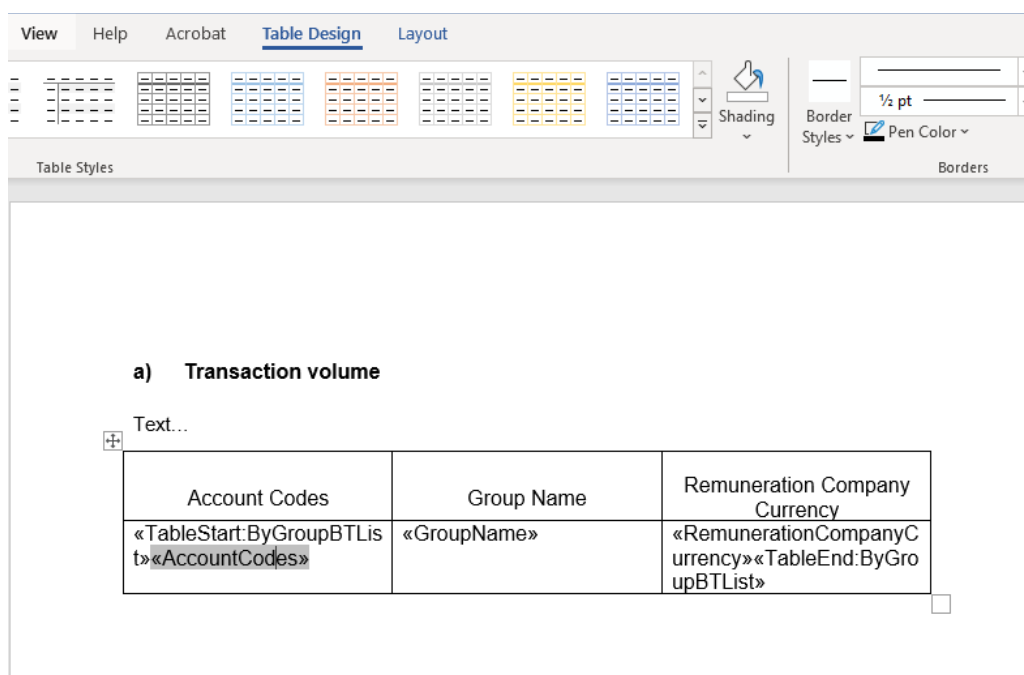 View Help Acrobat Table Design Layout
Shading
Border
Styles
½ pt
Pen Color
Table Styles
Borders
a) Transaction volume
Text...
Account Codes
Group Name
Remuneration Company
Currency
«TableStart:ByGroupBTLis
t»«AccountCodes»
«GroupName»
«RemunerationCompanyC
urrency»«TableEnd:ByGro
upBTList»